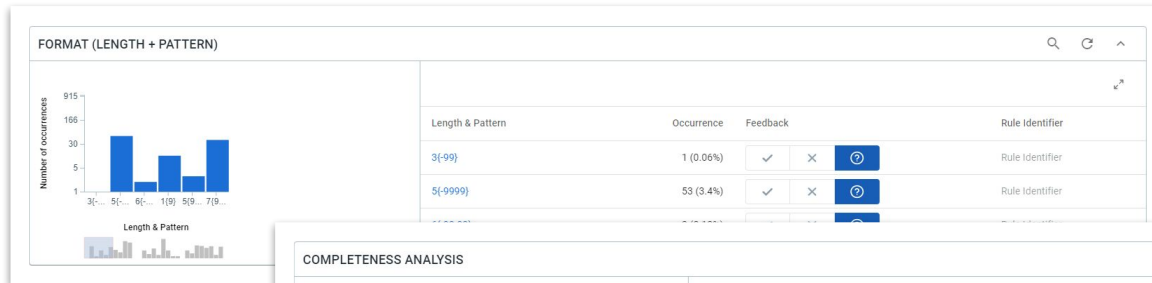 FORMAT (LENGTH + PATTERN)
Number of occurrences
915
166
30
5
1
3{-... 5{-... 6{-... 1{9} 5{9... 7{9...
Length & Pattern
Length & Pattern Occurrence Feedback Rule Identifier
3{-99} 1 (0.06%) Rule Identifier
5{-9999} 53 (3.4%) Rule Identifier
COMPLETENESS ANALYSIS